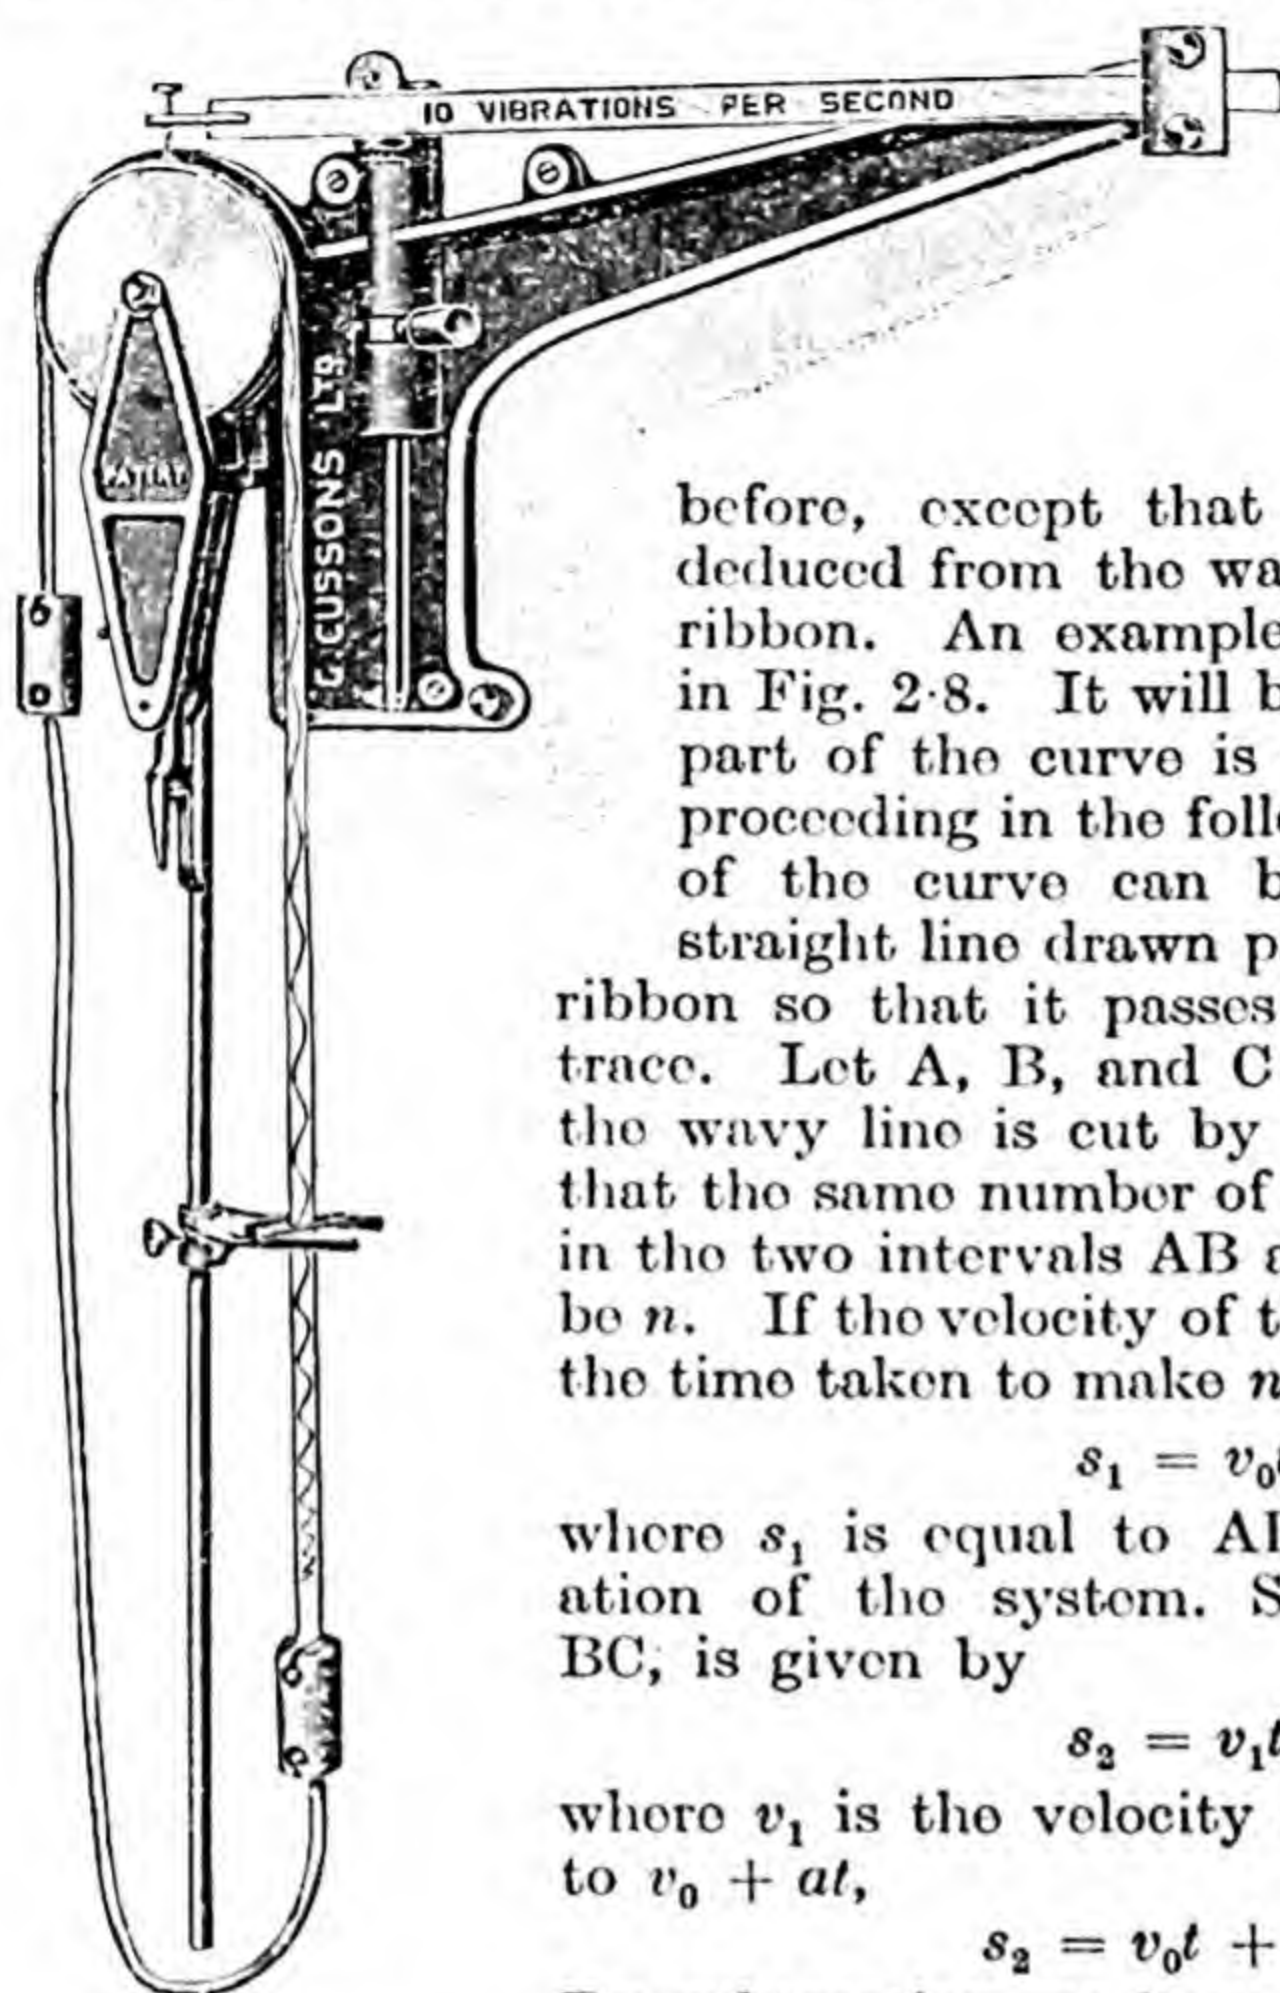 10 VIBRATIONS PER SECOND
PATENT
G. CUSSONS LTD
before, except that
deduced from the wa
ribbon. An example
in Fig. 2·8. It will b
part of the curve is
proceeding in the foll
of the curve can b
straight line drawn p
ribbon so that it passes
trace. Let A, B, and C
the wavy line is cut by
that the same number of
in the two intervals AB a
be n. If the velocity of t
the time taken to make n
s₁ = v₀t
where s₁ is equal to AB
ation of the system. S
BC, is given by
s₂ = v₁t
where v₁ is the velocity
to v₀ + at,
s₂ = v₀t +